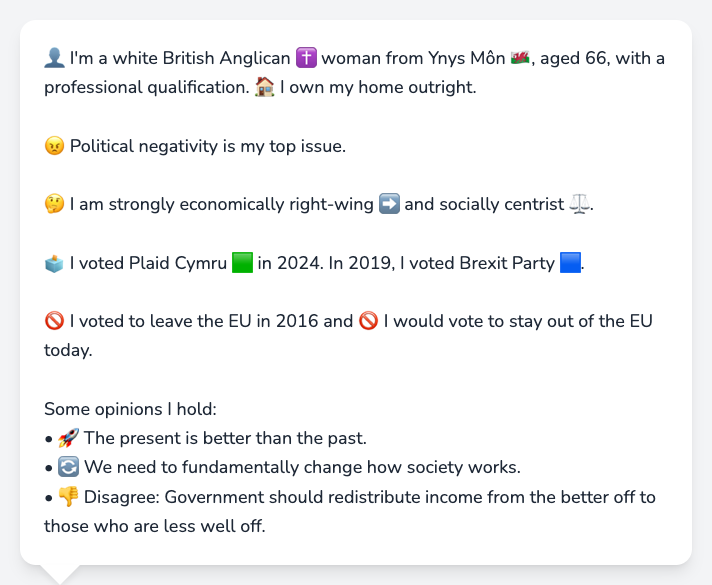 👤 I'm a white British Anglican ✝️ woman from Ynys Môn 🏴󠁧󠁢󠁷󠁬󠁳󠁿, aged 66, with a
professional qualification. 🏠 I own my home outright.
😠 Political negativity is my top issue.
🤔 I am strongly economically right-wing ➡️ and socially centrist ⚖️.
🗳️ I voted Plaid Cymru 🟩 in 2024. In 2019, I voted Brexit Party 🟦.
🚫 I voted to leave the EU in 2016 and 🚫 I would vote to stay out of the EU
today.
Some opinions I hold:
• 🚀 The present is better than the past.
• 🔄 We need to fundamentally change how society works.
• 👎 Disagree: Government should redistribute income from the better off to
those who are less well off.